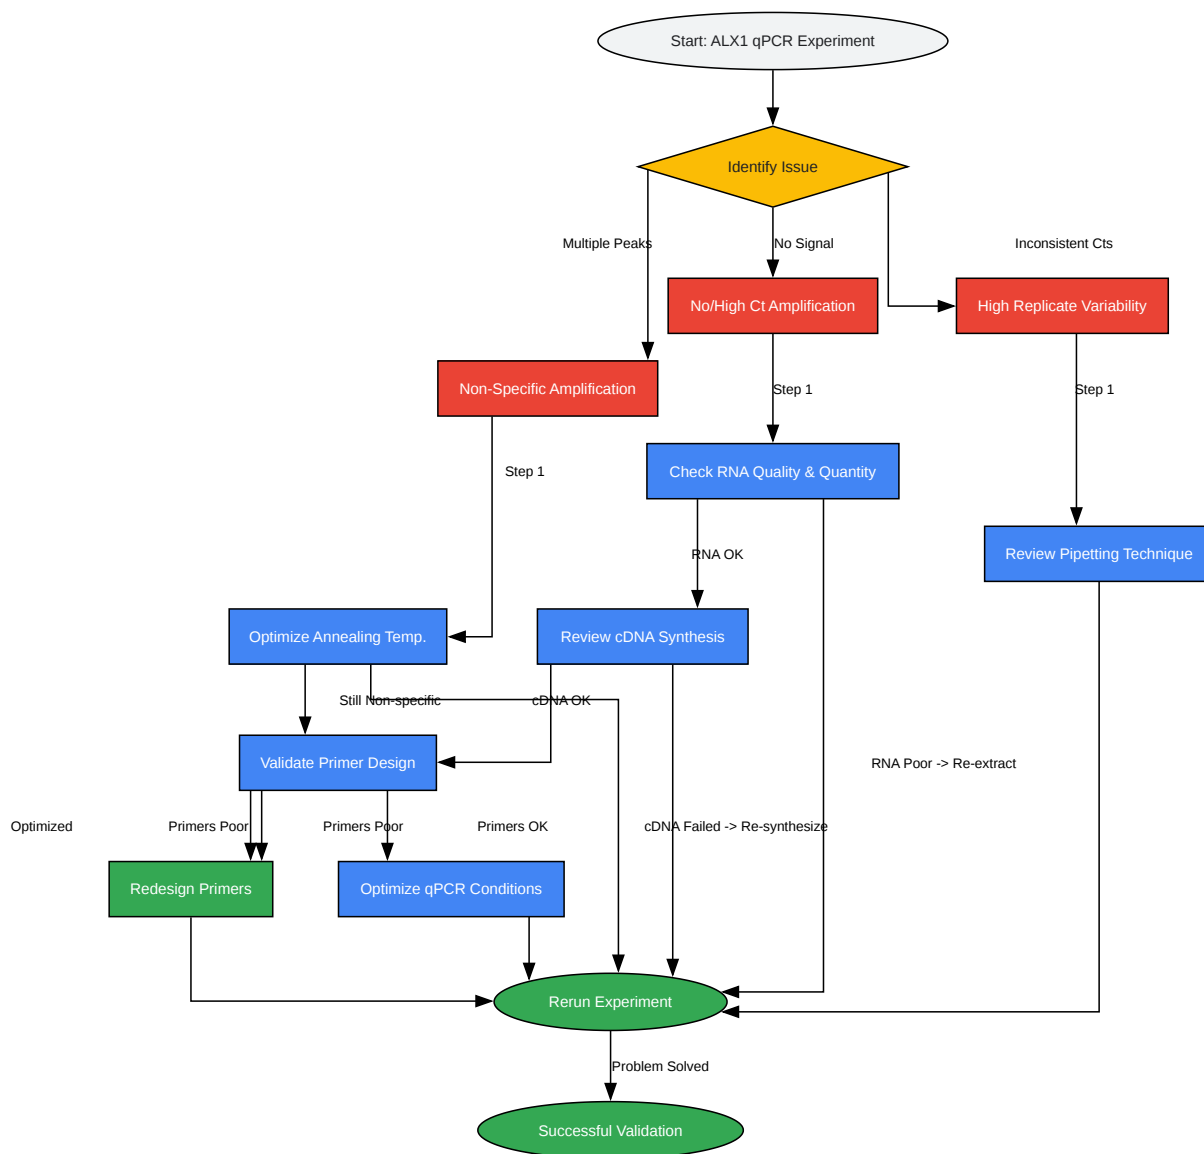 Start: ALX1 qPCR Experiment
Identify Issue
Multiple Peaks
No Signal
Inconsistent Cts
No/High Ct Amplification
High Replicate Variability
Non-Specific Amplification
Step 1
Step 1
Step 1
Check RNA Quality & Quantity
RNA OK
Review Pipetting Technique
Optimize Annealing Temp.
Review cDNA Synthesis
Still Non-specific
cDNA OK
Validate Primer Design
RNA Poor -> Re-extract
Optimized
Primers Poor
Primers Poor
Primers OK
cDNA Failed -> Re-synthesize
Redesign Primers
Optimize qPCR Conditions
Rerun Experiment
Problem Solved
Successful Validation